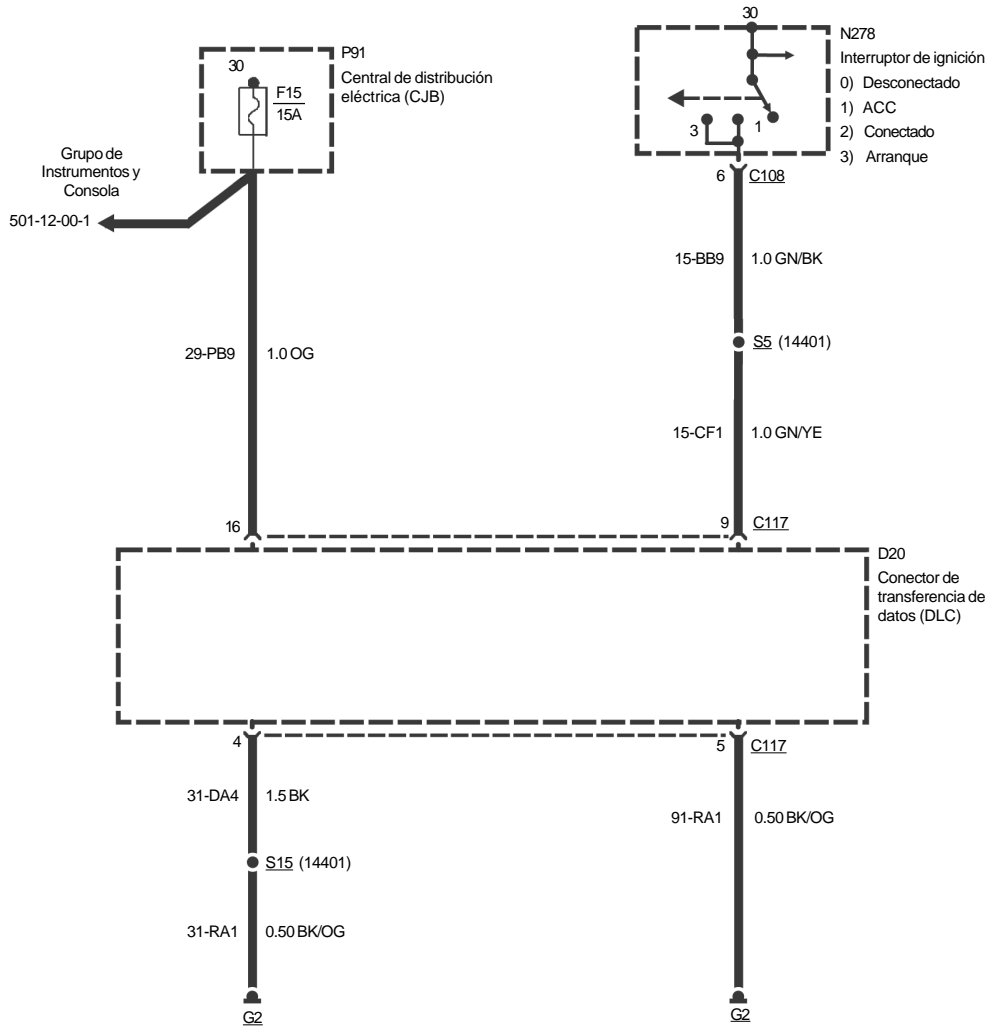 30
P91
Central de distribución
eléctrica (CJB)
F15
15A
Grupo de
Instrumentos y
Consola
501-12-00-1
30
N278
Interruptor de ignición
0) Desconectado
1) ACC
2) Conectado
3) Arranque
3
1
6 C108
15-BB9 1.0 GN/BK
S5 (14401)
29-PB9 1.0 OG
15-CF1 1.0 GN/YE
16
9 C117
D20
Conector de
transferencia de
datos (DLC)
4
5 C117
31-DA4 1.5 BK
91-RA1 0.50 BK/OG
S15 (14401)
31-RA1 0.50 BK/OG
G2
G2